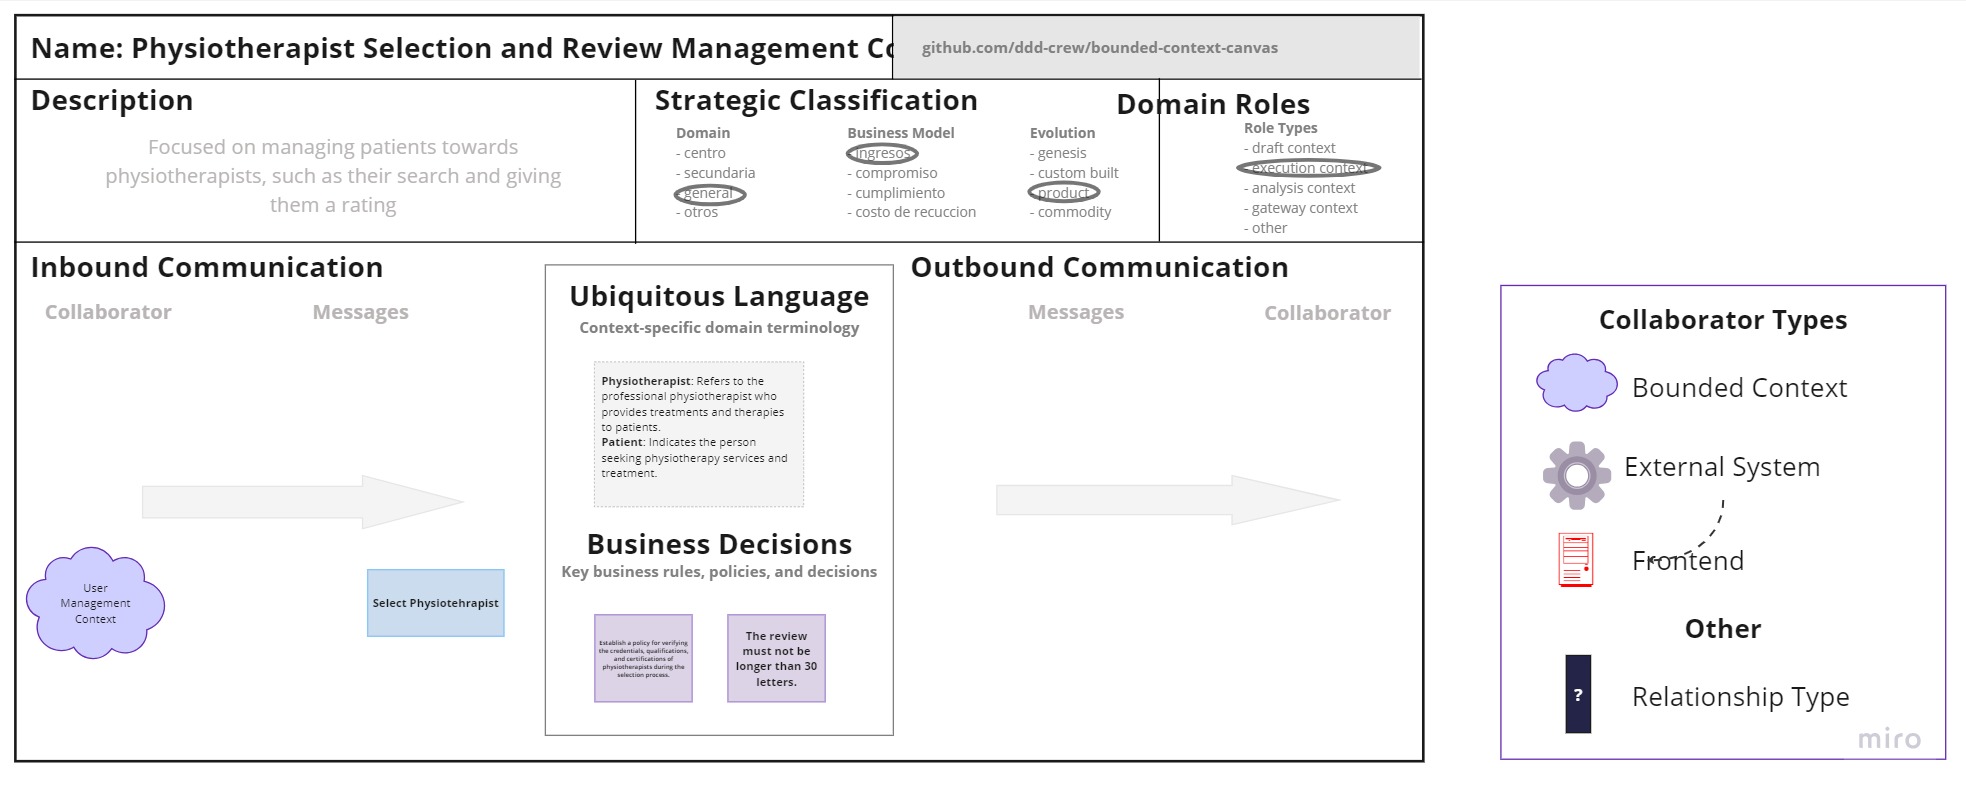 Name: Physiotherapist Selection and Review Management Co
github.com/ddd-crew/bounded-context-canvas
Description
Focused on managing patients towards
physiotherapists, such as their search and giving
them a rating
Strategic Classification
Domain
- centro
- secundaria
- general
- otros
Business Model
- ingresos
- compromiso
- cumplimiento
- costo de recuccion
Evolution
- genesis
- custom built
- product
- commodity
Domain Roles
Role Types
- draft context
- execution context
- analysis context
- gateway context
- other
Inbound Communication
Collaborator
Messages
User
Management
Context
Select Physiotehrapist
Ubiquitous Language
Context-specific domain terminology
Physiotherapist: Refers to the
professional physiotherapist who
provides treatments and therapies
to patients.
Patient: Indicates the person
seeking physiotherapy services and
treatment.
Business Decisions
Key business rules, policies, and decisions
Establish a policy for verifying
the credentials, qualifications,
and certifications of
physiotherapists during the
selection process.
The review
must not be
longer than 30
letters.
Outbound Communication
Messages
Collaborator
Collaborator Types
Bounded Context
External System
Frontend
Other
?
Relationship Type
miro